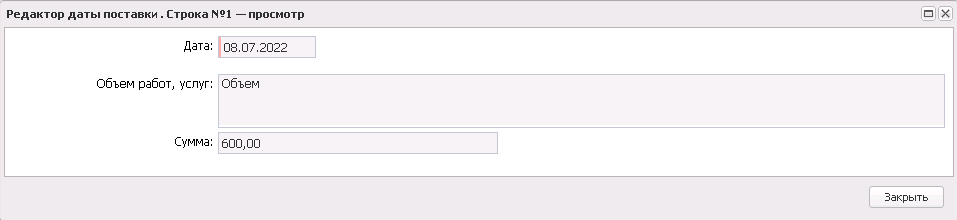 Редактор даты поставки. Строка №1 — просмотр
Дата: 08.07.2022
Объем работ, услуг: Объем
Сумма: 600,00
Закрыть